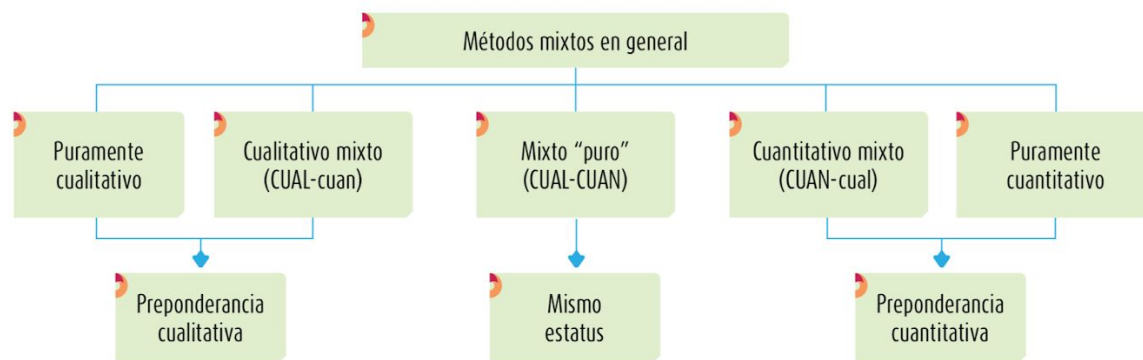 Métodos mixtos en general
Puramente
cualitativo
Cualitativo mixto
(CUAL-cuan)
Mixto “puro”
(CUAL-CUAN)
Cuantitativo mixto
(CUAN-cual)
Puramente
cuantitativo
Preponderancia
cualitativa
Mismo
estatus
Preponderancia
cuantitativa